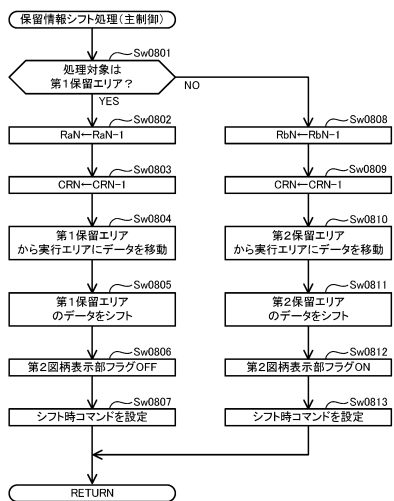 保留情報シフト処理(主制御)
Sw0801
処理対象は
第1保留エリア?
NO
YES
Sw0802
RaN←RaN-1
Sw0803
CRN←CRN-1
Sw0804
第1保留エリア
から実行エリアにデータを移動
Sw0805
第1保留エリア
のデータをシフト
Sw0806
第2図柄表示部フラグOFF
Sw0807
シフト時コマンドを設定
Sw0808
RbN←RbN-1
Sw0809
CRN←CRN-1
Sw0810
第2保留エリア
から実行エリアにデータを移動
Sw0811
第2保留エリア
のデータをシフト
Sw0812
第2図柄表示部フラグON
Sw0813
シフト時コマンドを設定
RETURN